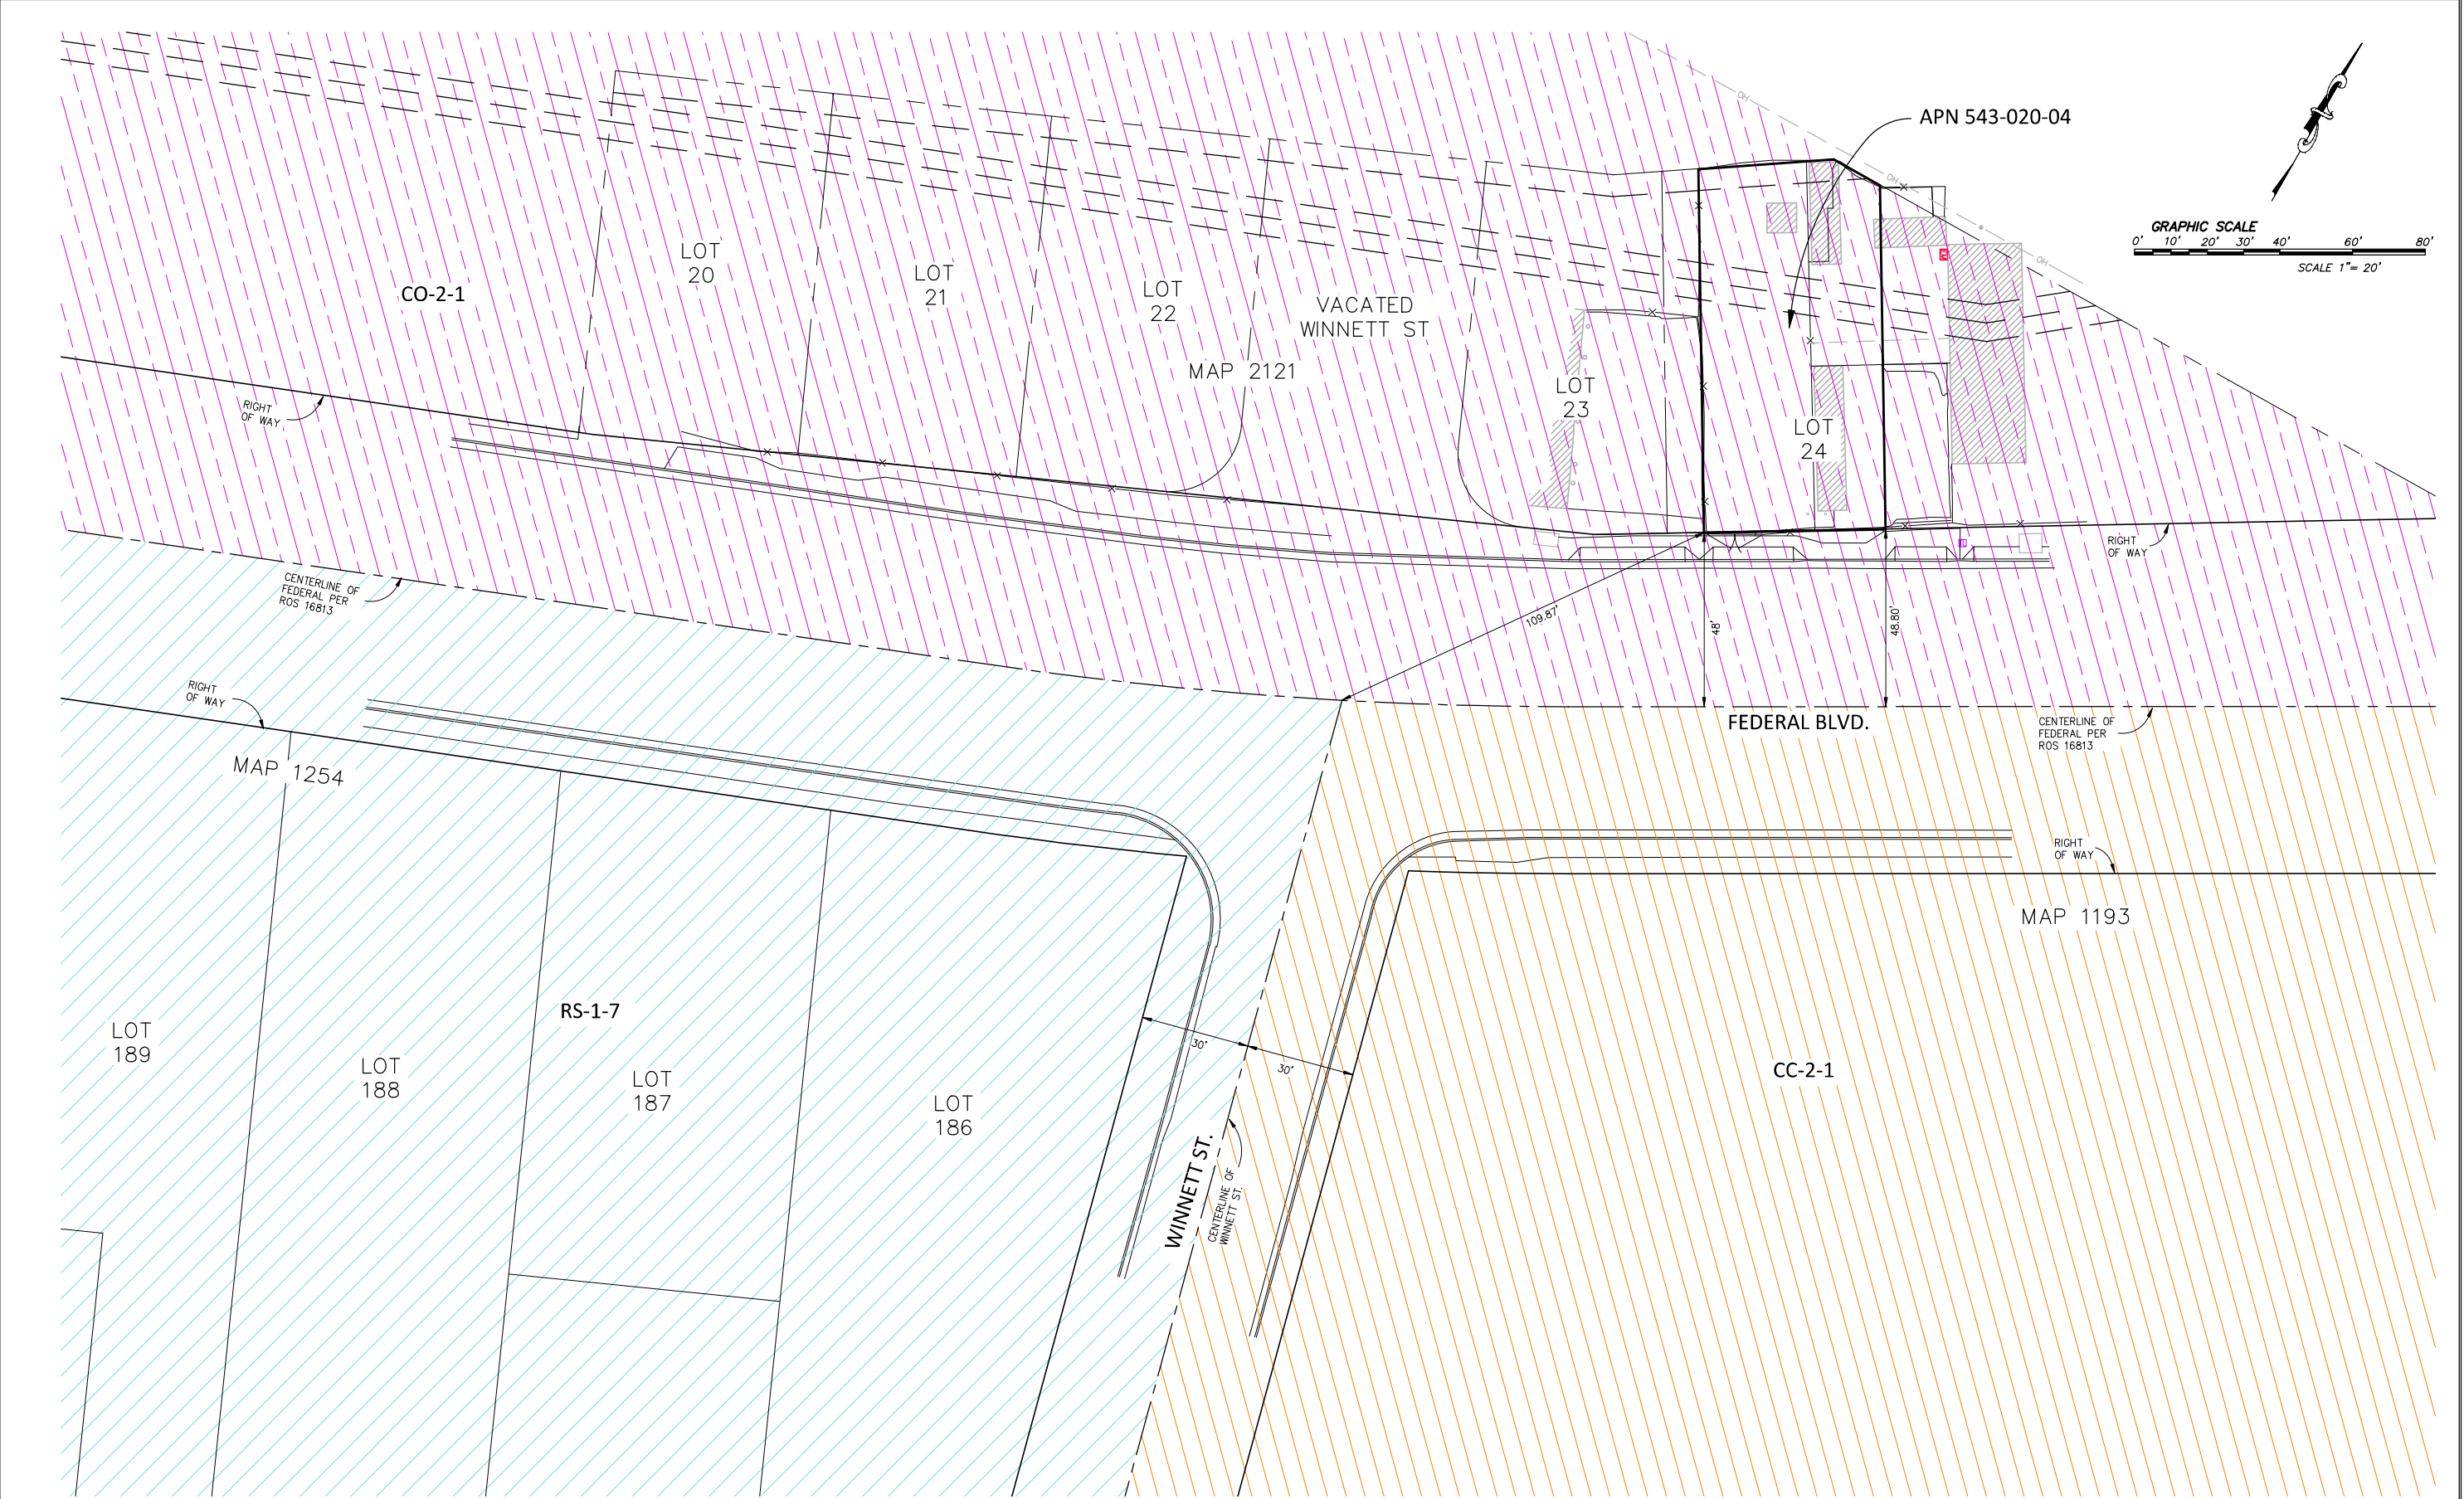 OH
APN 543-020-04
OH
GRAPHIC SCALE
0' 10' 20' 30' 40' 60' 80'
SCALE 1"= 20'
OH
LOT
20
LOT
21
LOT
22
CO-2-1
VACATED
WINNETT ST
MAP 2121
LOT
23
LOT
24
RIGHT
OF WAY
RIGHT
OF WAY
CENTERLINE OF
FEDERAL PER
ROS 16813
109.87'
48'
48.80'
RIGHT
OF WAY
FEDERAL BLVD.
CENTERLINE OF
FEDERAL PER
ROS 16813
MAP 1254
RIGHT
OF WAY
MAP 1193
RS-1-7
LOT
189
LOT
188
LOT
187
LOT
186
30'
30'
CC-2-1
WINNETT ST.
CENTERLINE OF
WINNETT ST.